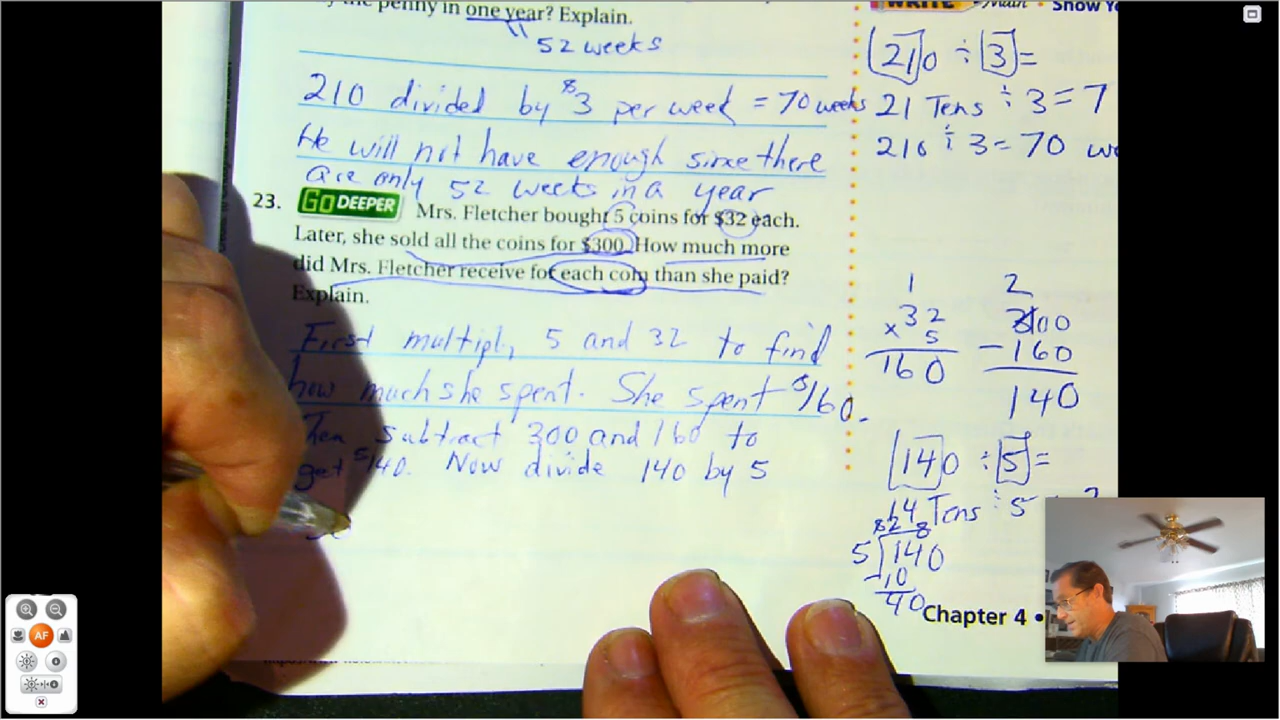 the penny in one year? Explain.
52 weeks
210 divided by $3 per week = 70 weeks
He will not have enough since there
are only 52 weeks in a year
23. GO DEEPER Mrs. Fletcher bought 5 coins for $32 each.
Later, she sold all the coins for $300. How much more
did Mrs. Fletcher receive for each coin than she paid?
Explain.
First multiply 5 and 32 to find
how much she spent. She spent $160.
Then subtract 300 and 160 to
get $140. Now divide 140 by 5
WRITE Math • Show
210 ÷ 3 =
21 Tens ÷ 3 = 7
210 ÷ 3 = 70
1
32
x 5
160
2
300
- 160
140
140 ÷ 5 =
14 Tens ÷ 5
$28
5 140
- 10
40
Chapter 4 •
AF